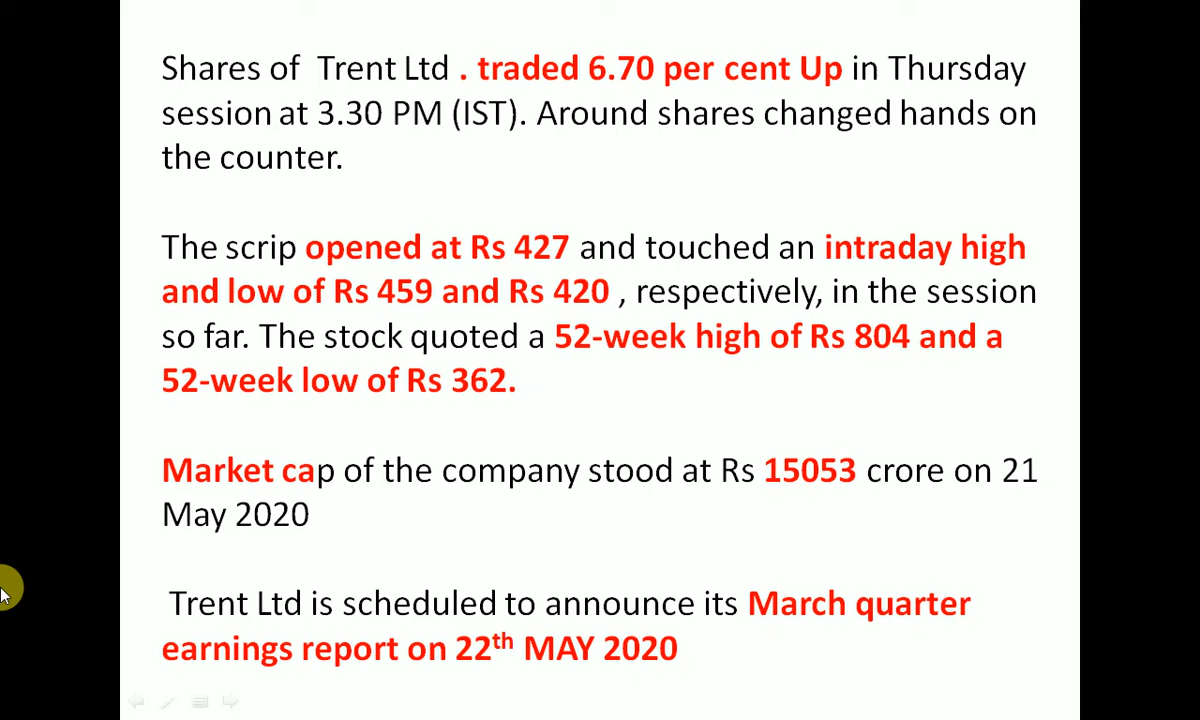 Shares of Trent Ltd . traded 6.70 per cent Up in Thursday
session at 3.30 PM (IST). Around shares changed hands on
the counter.
The scrip opened at Rs 427 and touched an intraday high
and low of Rs 459 and Rs 420 , respectively, in the session
so far. The stock quoted a 52-week high of Rs 804 and a
52-week low of Rs 362.
Market cap of the company stood at Rs 15053 crore on 21
May 2020
Trent Ltd is scheduled to announce its March quarter
earnings report on 22th MAY 2020